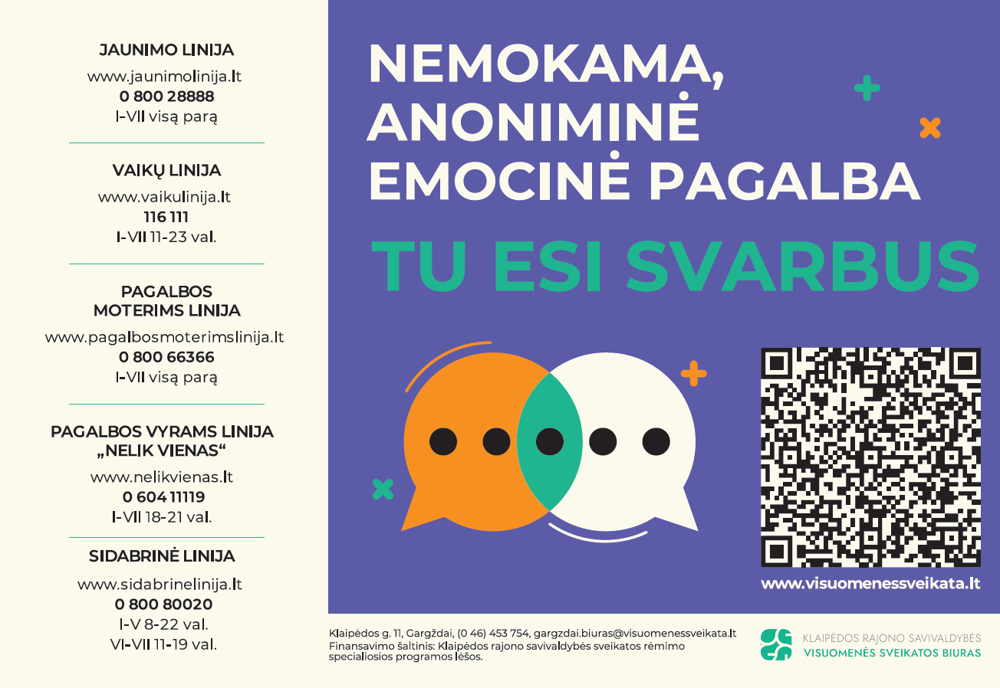 JAUNIMO LINIJA
www.jaunimolinija.lt
0 800 28888
I-VII visą parą
VAIKŲ LINIJA
www.vaikulinija.lt
116 111
I-VII 11-23 val.
PAGALBOS
MOTERIMS LINIJA
www.pagalbosmoterimslinija.lt
0 800 66366
I-VII visą parą
PAGALBOS VYRAMS LINIJA
„NELIK VIENAS“
www.nelikvienas.lt
0 604 11119
I-VII 18-21 val.
SIDABRINĖ LINIJA
www.sidabrinelinija.lt
0 800 80020
I-V 8-22 val.
VI-VII 11-19 val.
NEMOKAMA,
ANONIMINĖ
EMOCINĖ PAGALBA
TU ESI SVARBUS
www.visuomenessveikata.lt
Klaipėdos g. 11, Gargždai, (0 46) 453 754, gargzdai.biuras@visuomenessveikata.lt
Finansavimo šaltinis: Klaipėdos rajono savivaldybės sveikatos rėmimo
specialiosios programos lėšos.
KLAIPĖDOS RAJONO SAVIVALDYBĖS
VISUOMENĖS SVEIKATOS BIURAS